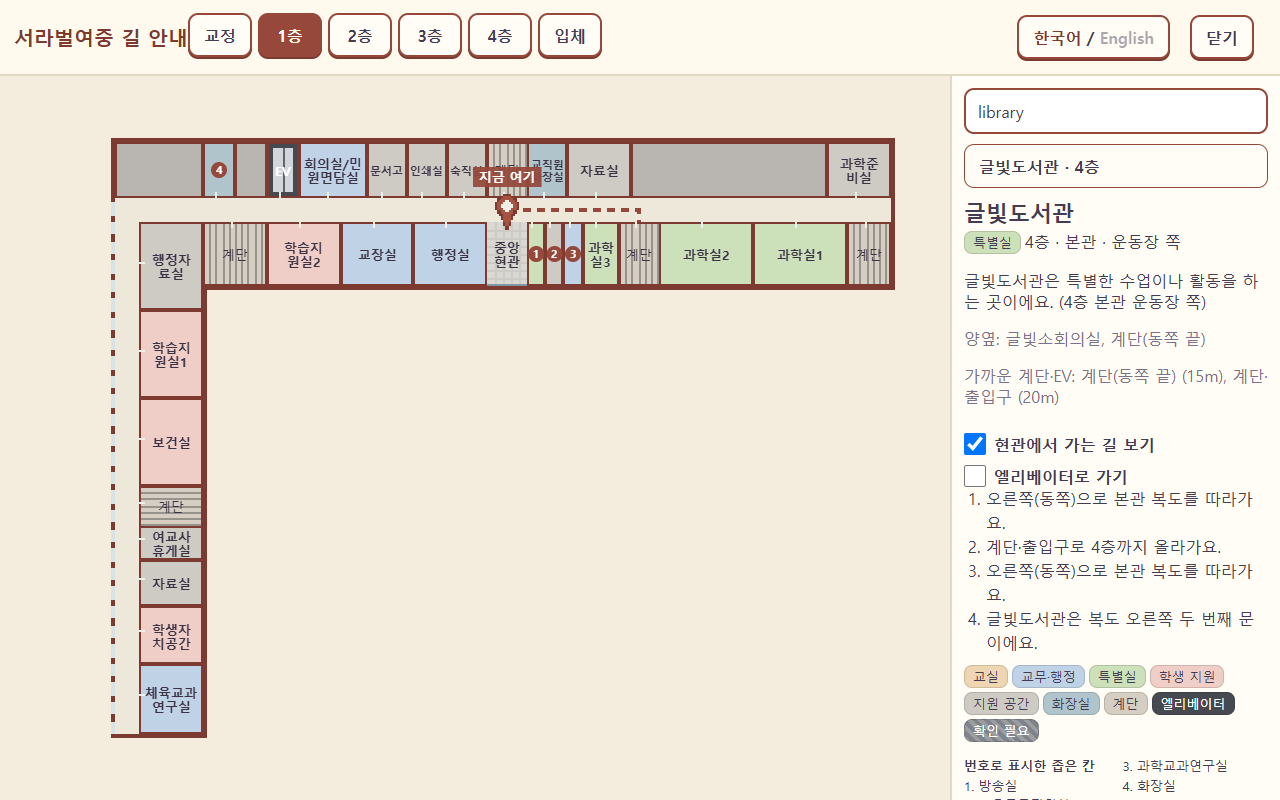 서라벌여중 길 안내
교정
1층
2층
3층
4층
입체
한국어 / English
닫기
4
EV
회의실/민
원면담실
문서고
인쇄실
자료실
과학준
비실
지금 여기
행정자
료실
계단
학습지
원실2
교장실
행정실
중앙
현관
1
2
3
과학
실3
계단
과학실2
과학실1
계단
학습지
원실1
보건실
계단
여교사
휴게실
자료실
학생자
치공간
체육교과
연구실
library
글빛도서관 · 4층
글빛도서관
특별실 4층 · 본관 · 운동장 쪽
글빛도서관은 특별한 수업이나 활동을 하
는 곳이에요. (4층 본관 운동장 쪽)
양옆: 글빛소회의실, 계단(동쪽 끝)
가까운 계단·EV: 계단(동쪽 끝) (15m), 계단·
출입구 (20m)
현관에서 가는 길 보기
엘리베이터로 가기
1. 오른쪽(동쪽)으로 본관 복도를 따라가
요.
2. 계단·출입구로 4층까지 올라가요.
3. 오른쪽(동쪽)으로 본관 복도를 따라가
요.
4. 글빛도서관은 복도 오른쪽 두 번째 문
이에요.
교실 교무·행정 특별실 학생 지원
지원 공간 화장실 계단 엘리베이터
확인 필요
번호로 표시한 좁은 칸
1. 방송실
3. 과학교과연구실
4. 화장실